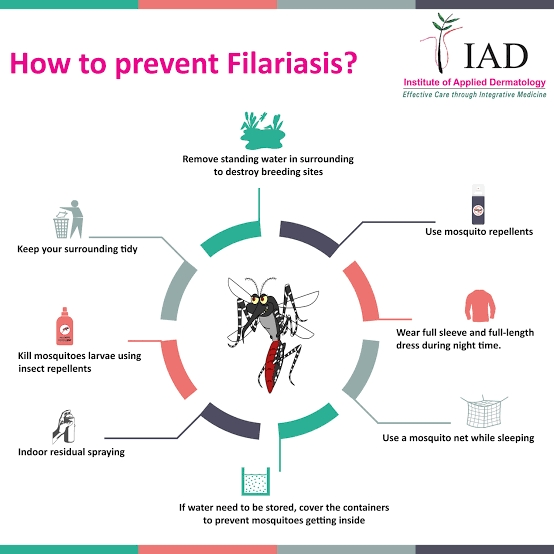 How to prevent Filariasis?
IAD
Institute of Applied Dermatology
Effective Care through Integrative Medicine
Remove standing water in surrounding
to destroy breeding sites
Use mosquito repellents
Wear full sleeve and full-length
dress during night time.
Use a mosquito net while sleeping
If water need to be stored, cover the containers
to prevent mosquitoes getting inside
Indoor residual spraying
Kill mosquitoes larvae using
insect repellents
Keep your surrounding tidy